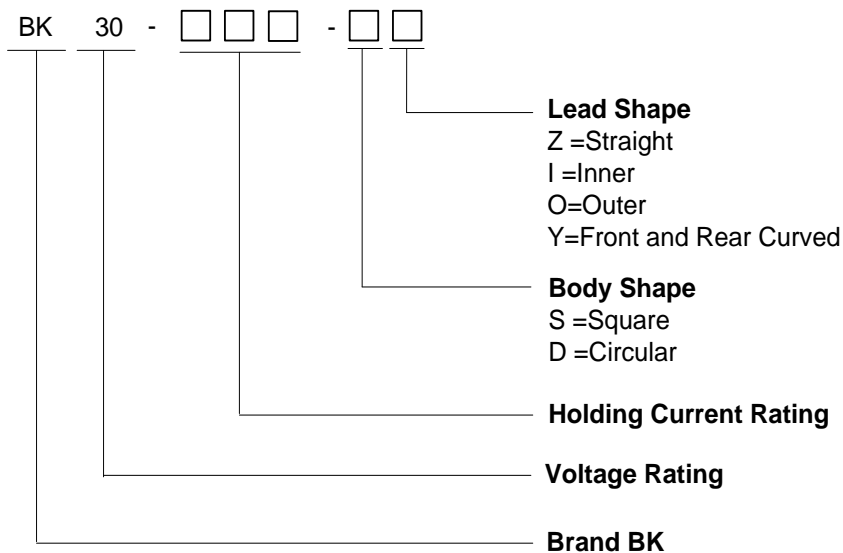 BK 30 - □□□ - □□
Lead Shape
Z =Straight
I =Inner
O=Outer
Y=Front and Rear Curved
Body Shape
S =Square
D =Circular
Holding Current Rating
Voltage Rating
Brand BK